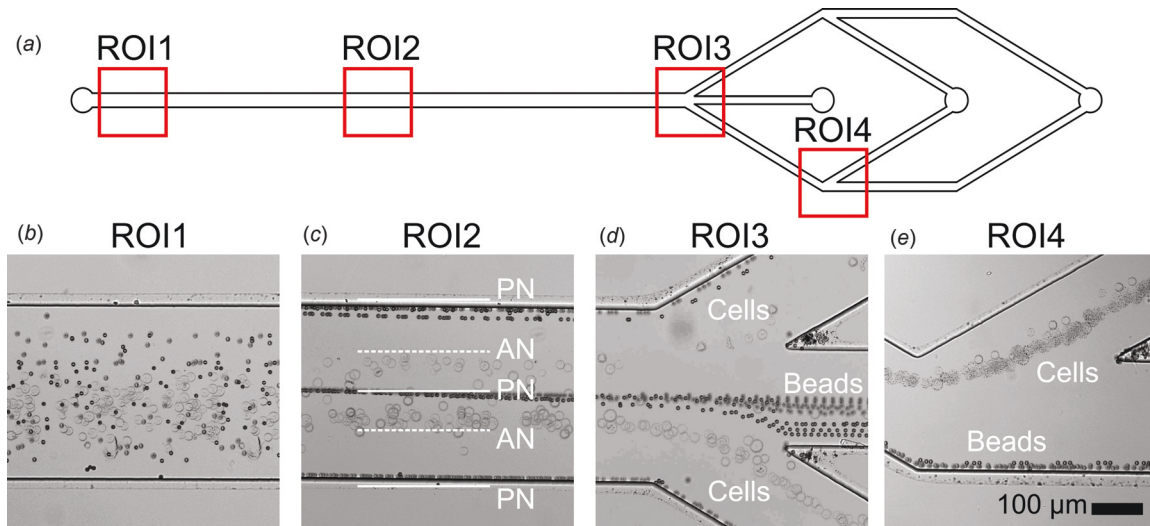 (a)
ROI1
ROI2
ROI3
ROI4
(b)
ROI1
(c)
ROI2
(d)
ROI3
(e)
ROI4
PN
AN
PN
AN
PN
Cells
Beads
Cells
Cells
Beads
100 µm